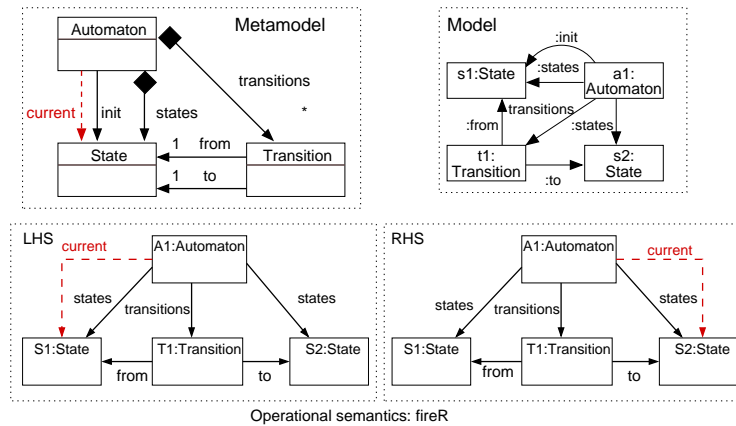 Metamodel
Automaton
transitions
*
current
init
states
State
1
from
Transition
1
to
Model
:init
s1:State
:states
a1:
Automaton
transitions
:from
:states
t1:
Transition
:to
s2:
State
LHS
current
A1:Automaton
states
transitions
states
S1:State
T1:Transition
S2:State
from
to
RHS
A1:Automaton
current
states
transitions
states
S1:State
T1:Transition
S2:State
from
to
Operational semantics: fireR